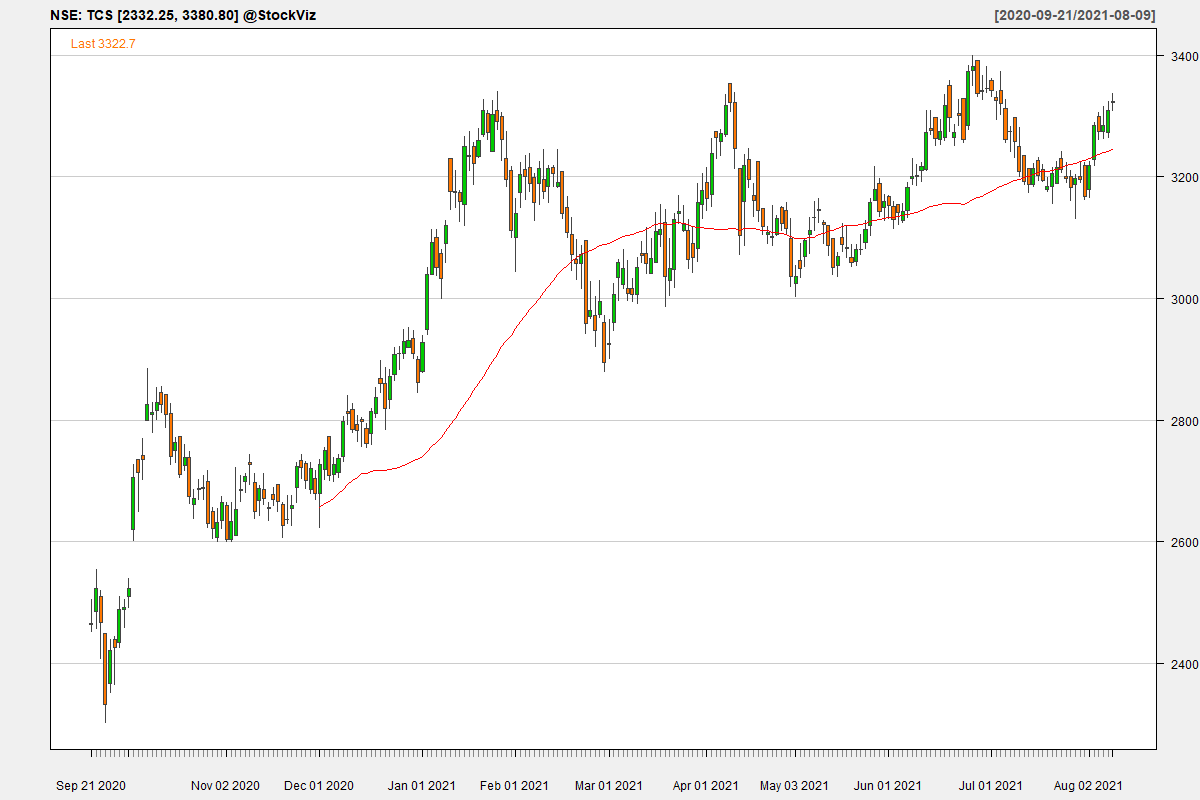 NSE: TCS [2332.25, 3380.80] @StockViz
[2020-09-21/2021-08-09]
Last 3322.7
3400
3200
3000
2800
2600
2400
Sep 21 2020 Nov 02 2020 Dec 01 2020 Jan 01 2021 Feb 01 2021 Mar 01 2021 Apr 01 2021 May 03 2021 Jun 01 2021 Jul 01 2021 Aug 02 2021